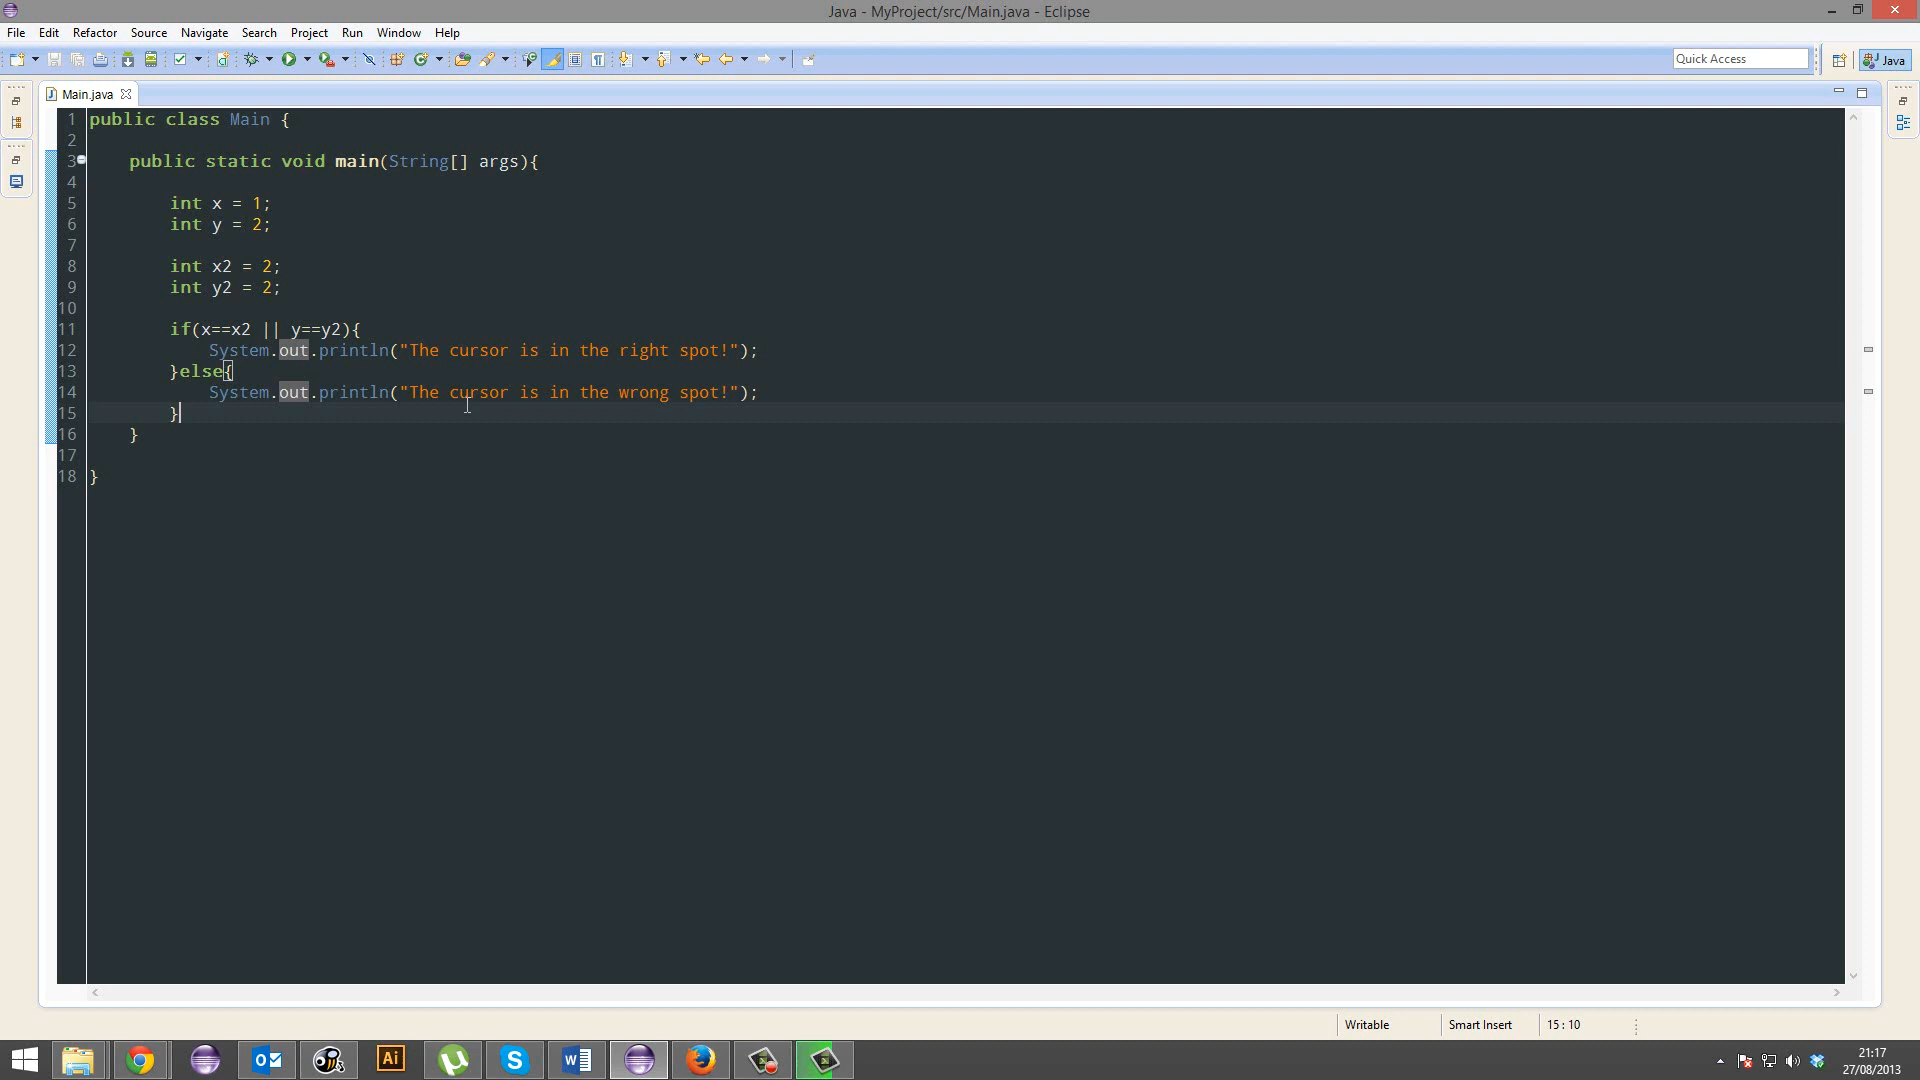 Java - MyProject/src/Main.java - Eclipse
File Edit Refactor Source Navigate Search Project Run Window Help
Quick Access Java
Main.java
1 public class Main {
2
3 public static void main(String[] args){
4
5 int x = 1;
6 int y = 2;
7
8 int x2 = 2;
9 int y2 = 2;
10
11 if(x==x2 || y==y2){
12 System.out.println("The cursor is in the right spot!");
13 }else{
14 System.out.println("The cursor is in the wrong spot!");
15 }
16 }
17
18 }
Writable Smart Insert 15 : 10
Ai
21:17
27/08/2013